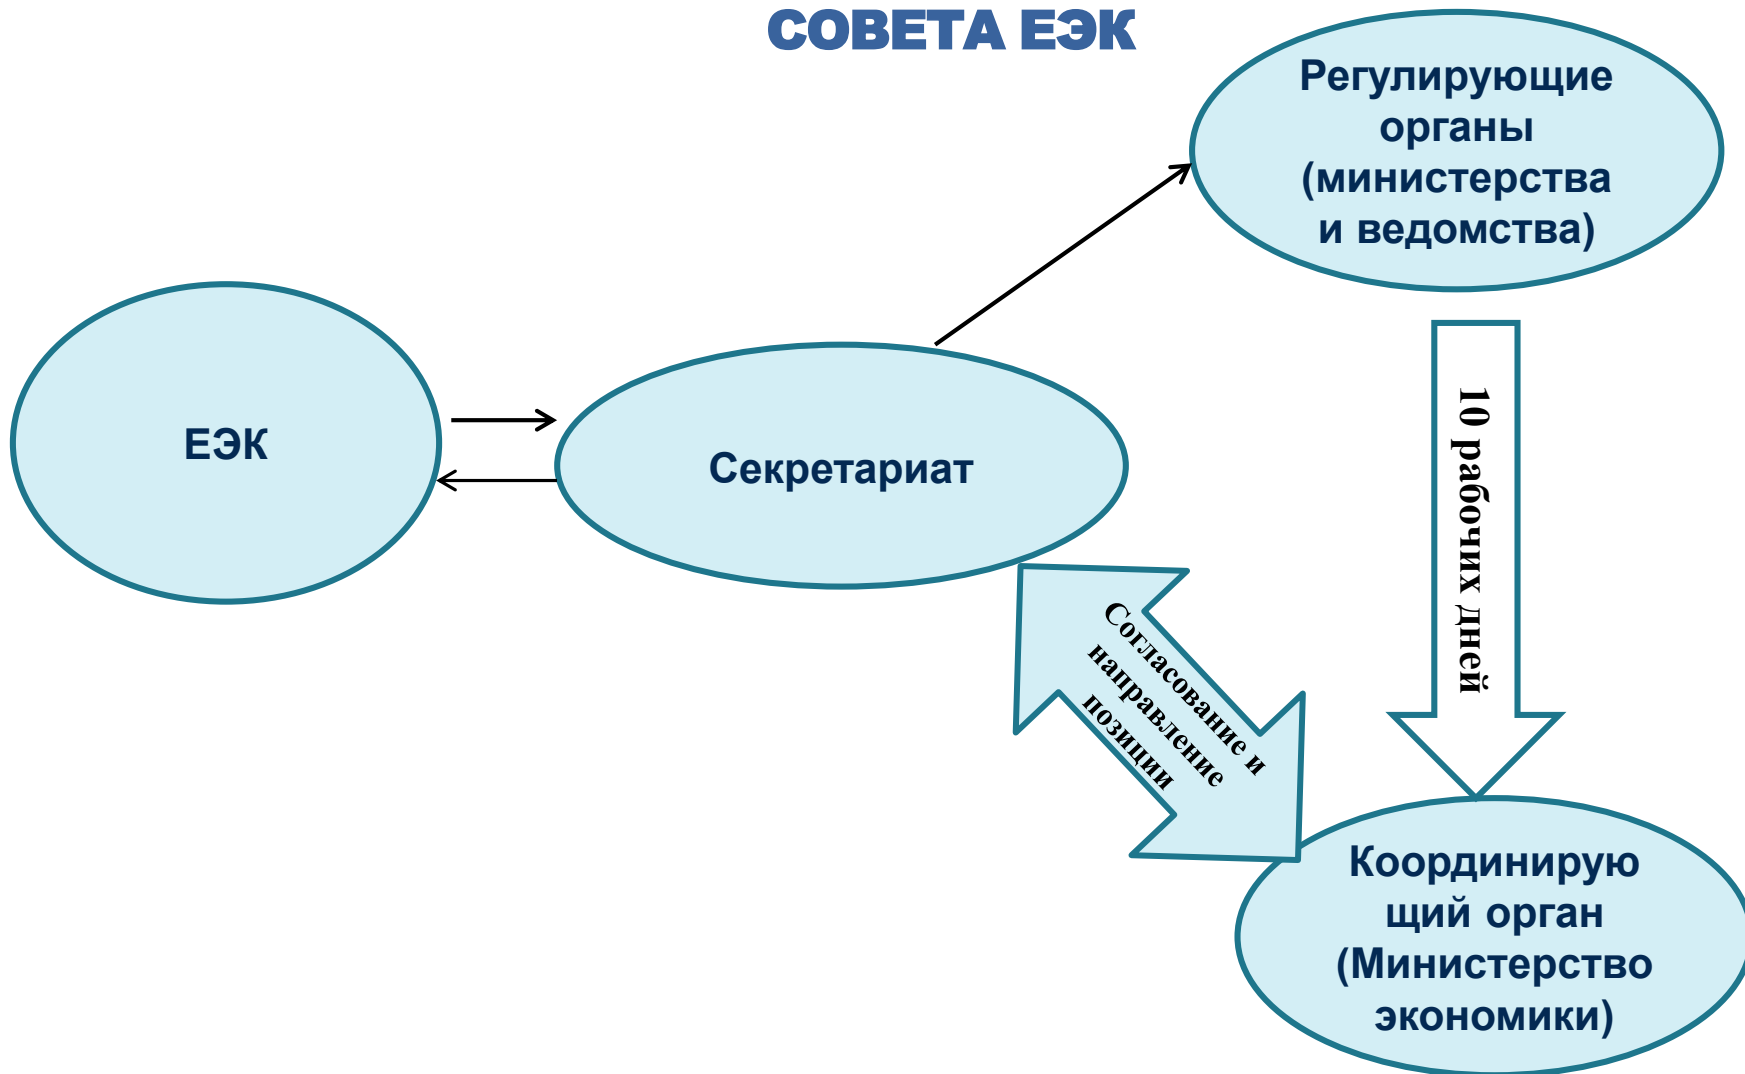 СОВЕТА ЕЭК
Регулирующие
органы
(министерства
и ведомства)
ЕЭК
Секретариат
10 рабочих дней
Согласование и
направление
позиции
Координирую
щий орган
(Министерство
экономики)